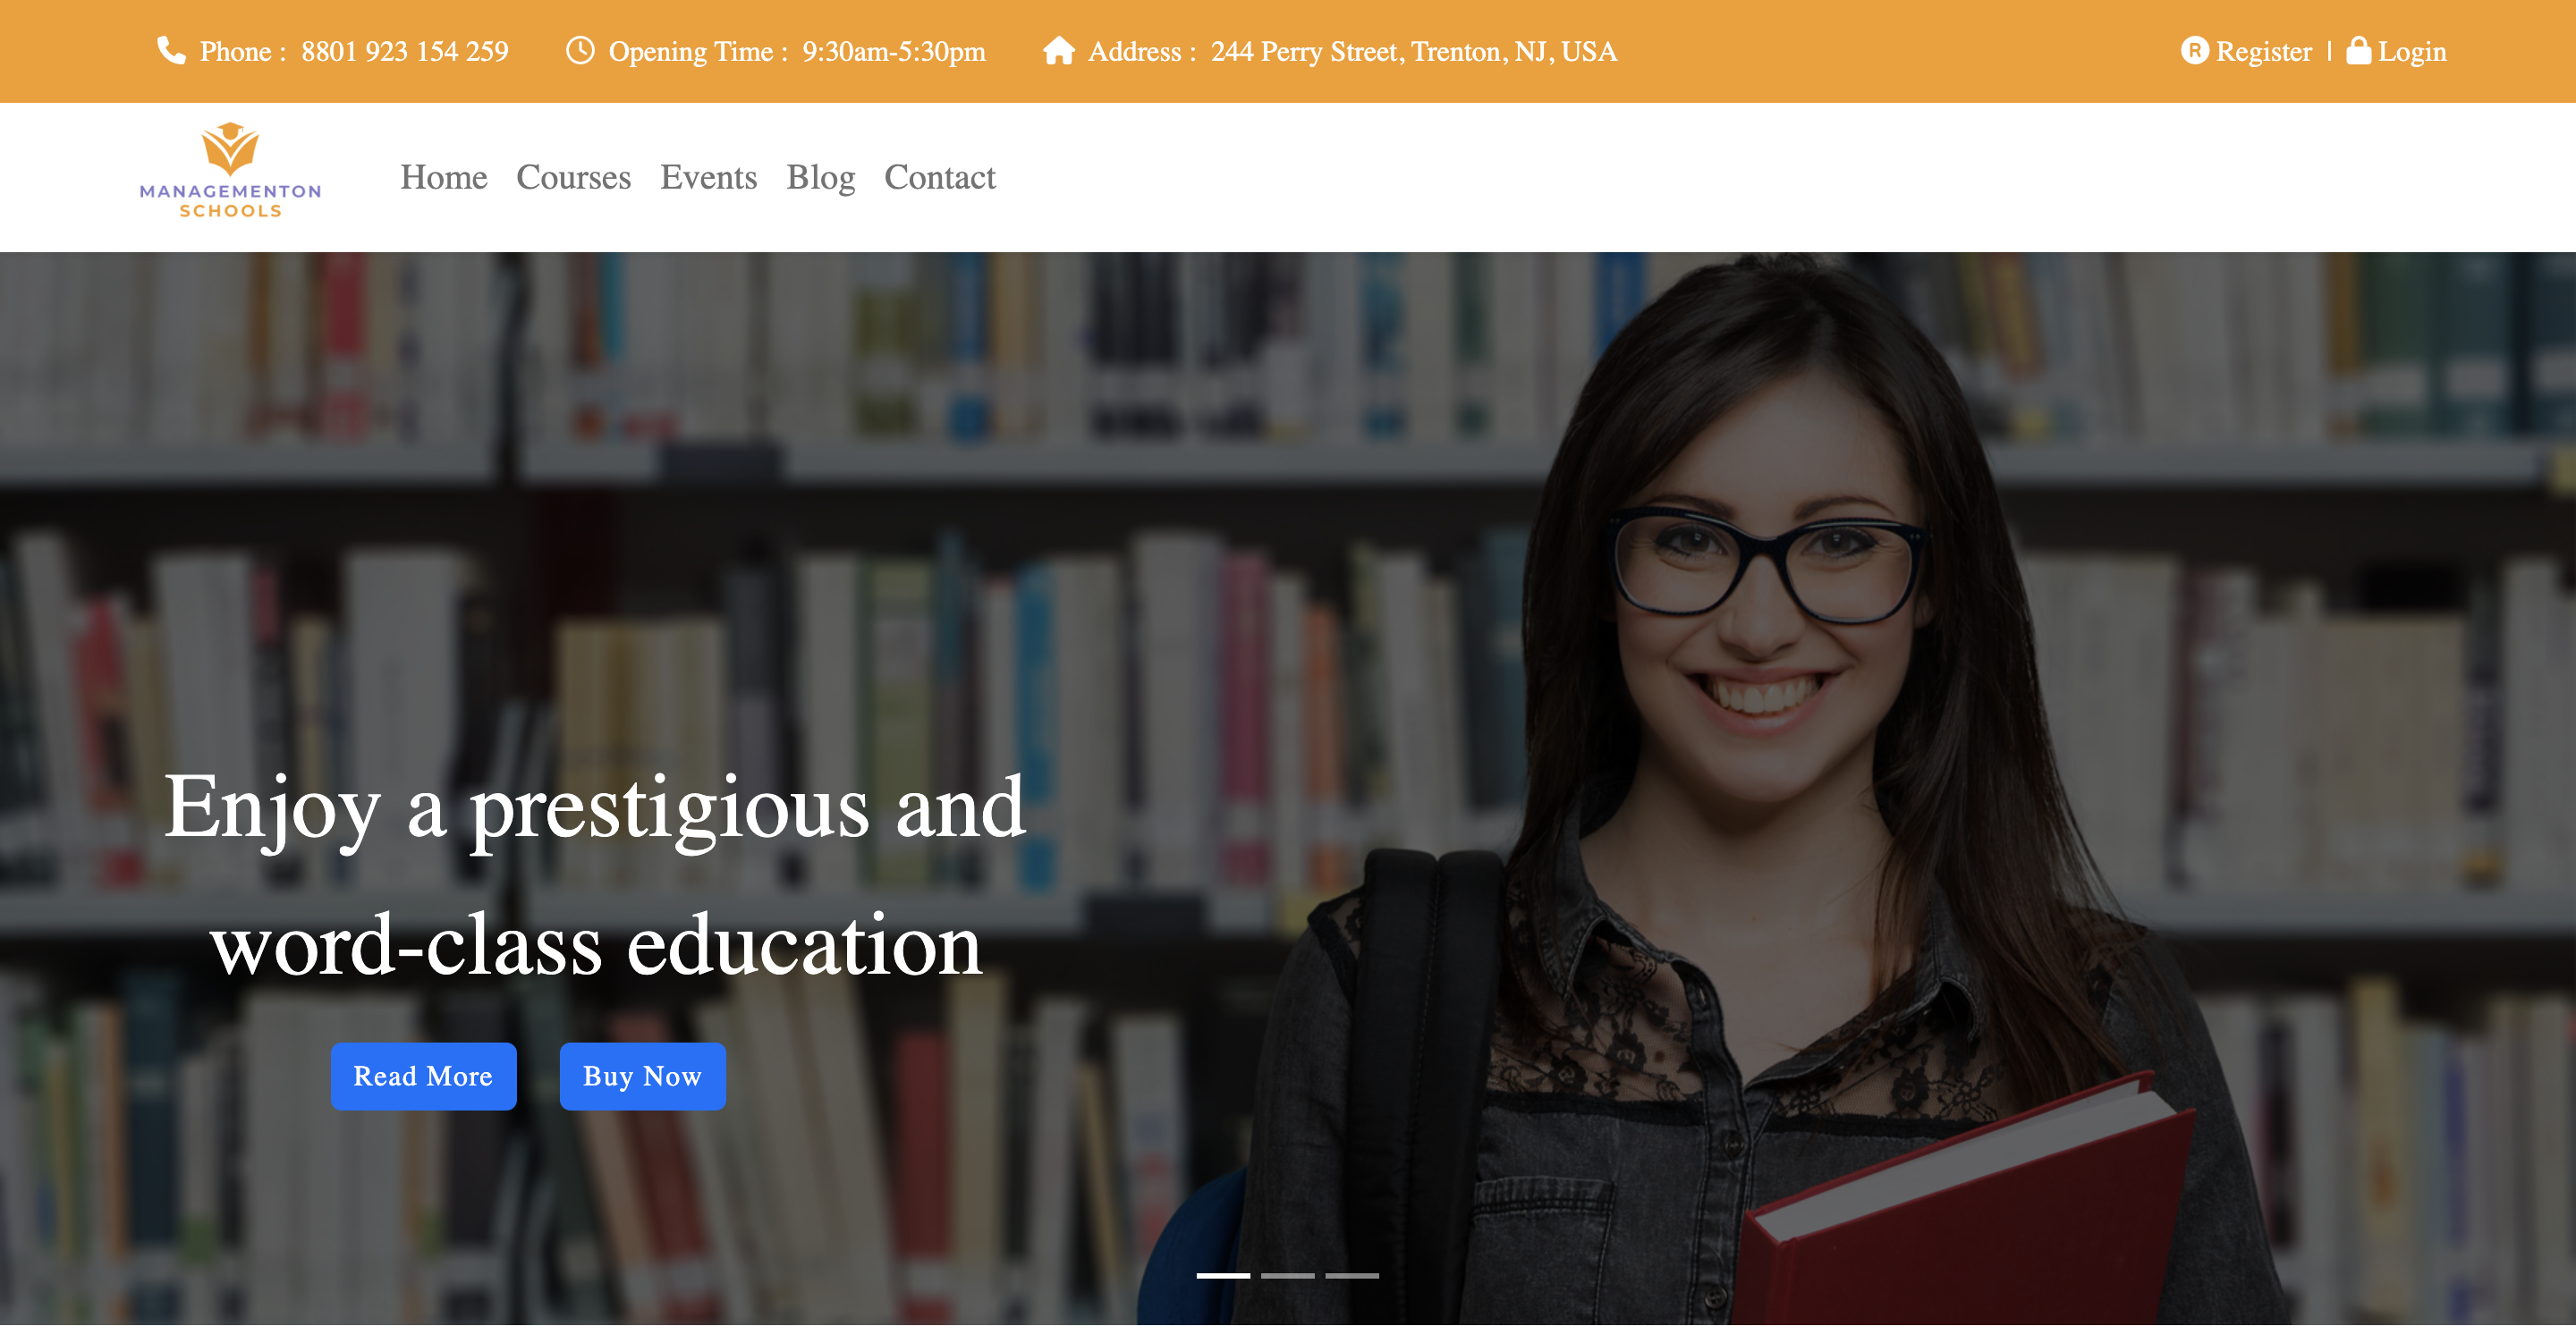 Phone : 8801 923 154 259 Opening Time : 9:30am-5:30pm Address : 244 Perry Street, Trenton, NJ, USA R Register | Login
MANAGEMENTON
SCHOOLS
Home Courses Events Blog Contact
Enjoy a prestigious and
word-class education
Read More Buy Now